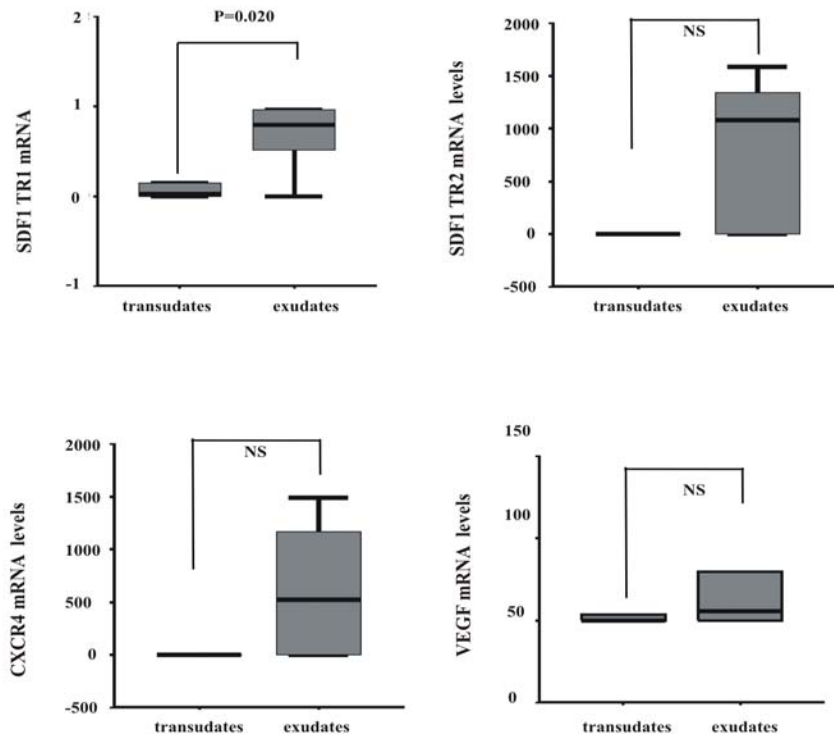 SDF1 TR1 mRNA
2
1
0
-1
P=0.020
transudates
exudates
SDF1 TR2 mRNA levels
2000
1500
1000
500
0
-500
NS
transudates
exudates
CXCR4 mRNA levels
2000
1500
1000
500
0
-500
NS
transudates
exudates
VEGF mRNA levels
150
100
50
0
NS
transudates
exudates